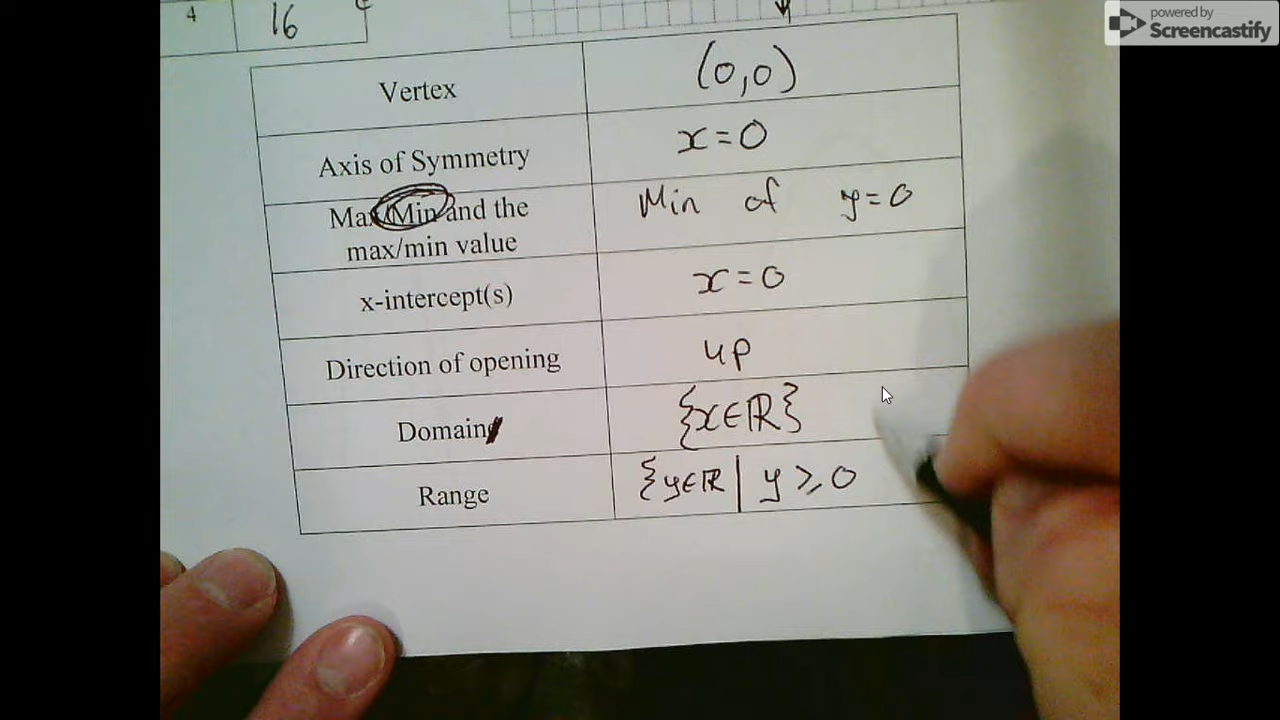 powered by
Screencastify
4 16
Vertex (0,0)
Axis of Symmetry x=0
Max/Min and the
max/min value Min of y=0
x-intercept(s) x=0
Direction of opening up
Domain {x∈ℝ}
Range {y∈ℝ | y ≥ 0